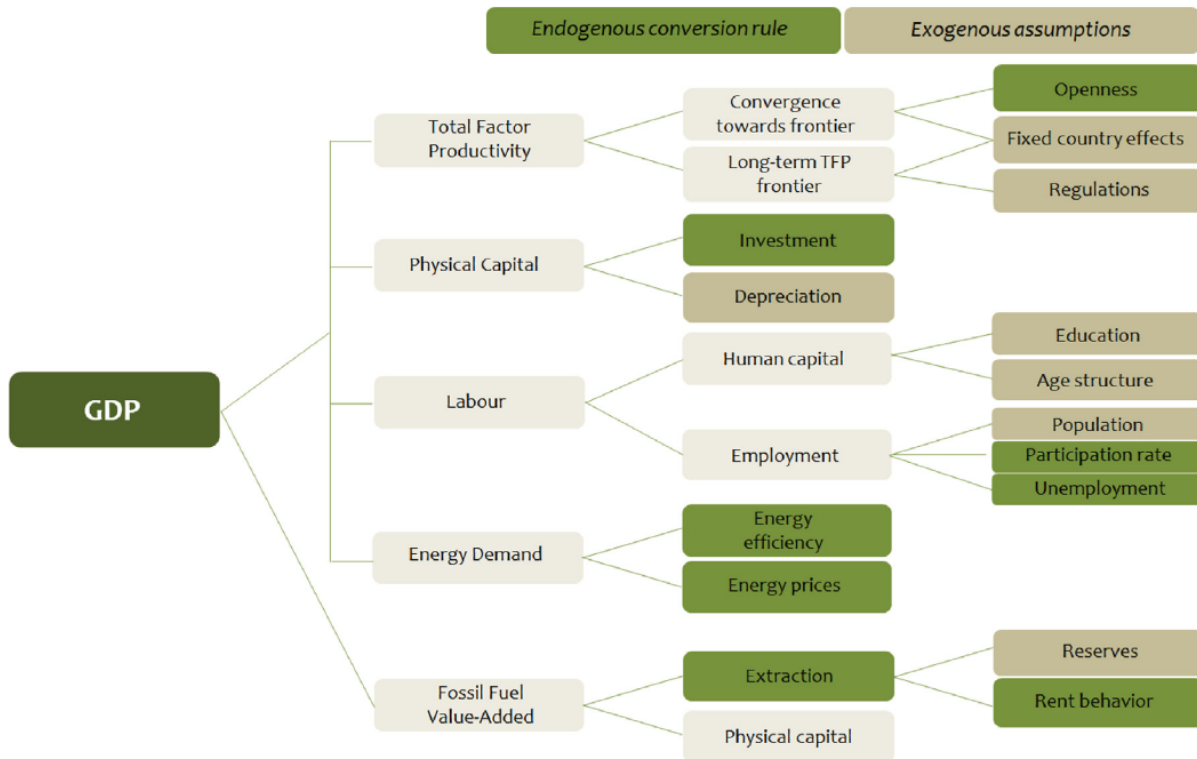 Endogenous conversion rule
Exogenous assumptions
GDP
Total Factor
Productivity
Convergence
towards frontier
Long-term TFP
frontier
Openness
Fixed country effects
Regulations
Physical Capital
Investment
Depreciation
Labour
Human capital
Education
Age structure
Employment
Population
Participation rate
Unemployment
Energy Demand
Energy
efficiency
Energy prices
Fossil Fuel
Value-Added
Extraction
Reserves
Rent behavior
Physical capital